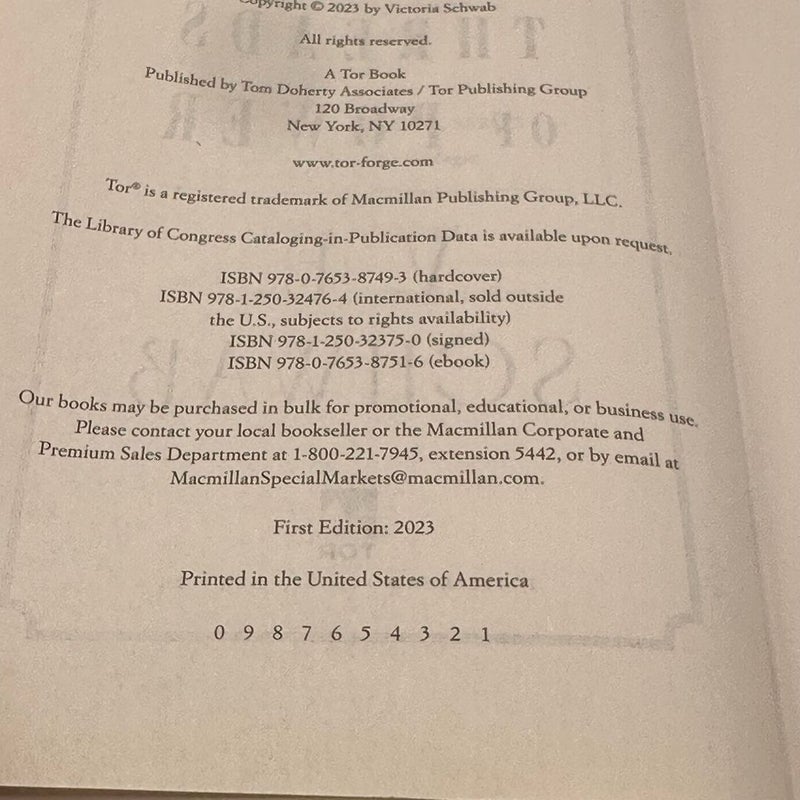 Copyright © 2023 by Victoria Schwab
All rights reserved.
A Tor Book
Published by Tom Doherty Associates / Tor Publishing Group
120 Broadway
New York, NY 10271
www.tor-forge.com
Tor® is a registered trademark of Macmillan Publishing Group, LLC.
The Library of Congress Cataloging-in-Publication Data is available upon request.
ISBN 978-0-7653-8749-3 (hardcover)
ISBN 978-1-250-32476-4 (international, sold outside
the U.S., subjects to rights availability)
ISBN 978-1-250-32375-0 (signed)
ISBN 978-0-7653-8751-6 (ebook)
Our books may be purchased in bulk for promotional, educational, or business use.
Please contact your local bookseller or the Macmillan Corporate and
Premium Sales Department at 1-800-221-7945, extension 5442, or by email at
MacmillanSpecialMarkets@macmillan.com.
First Edition: 2023
Printed in the United States of America
0 9 8 7 6 5 4 3 2 1